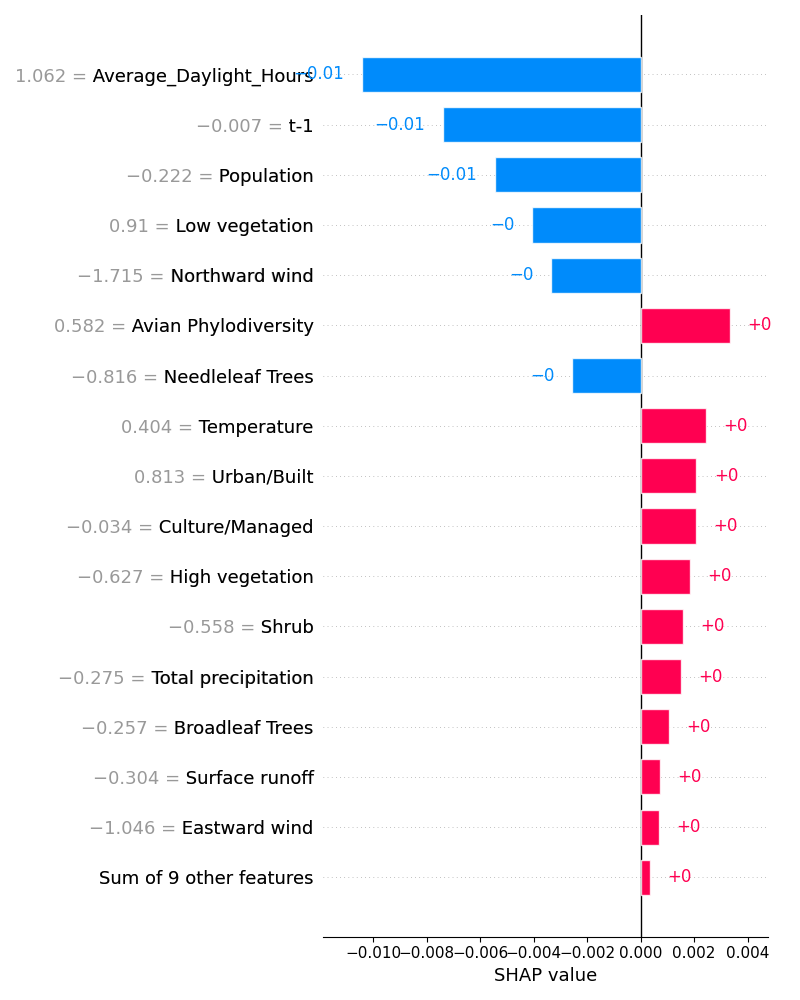 1.062 = Average_Daylight_Hours −0.01
−0.007 = t-1 −0.01
−0.222 = Population −0.01
0.91 = Low vegetation −0
−1.715 = Northward wind −0
0.582 = Avian Phylodiversity +0
−0.816 = Needleleaf Trees −0
0.404 = Temperature +0
0.813 = Urban/Built +0
−0.034 = Culture/Managed +0
−0.627 = High vegetation +0
−0.558 = Shrub +0
−0.275 = Total precipitation +0
−0.257 = Broadleaf Trees +0
−0.304 = Surface runoff +0
−1.046 = Eastward wind +0
Sum of 9 other features +0
−0.010 −0.008 −0.006 −0.004 −0.002 0.000 0.002 0.004
SHAP value